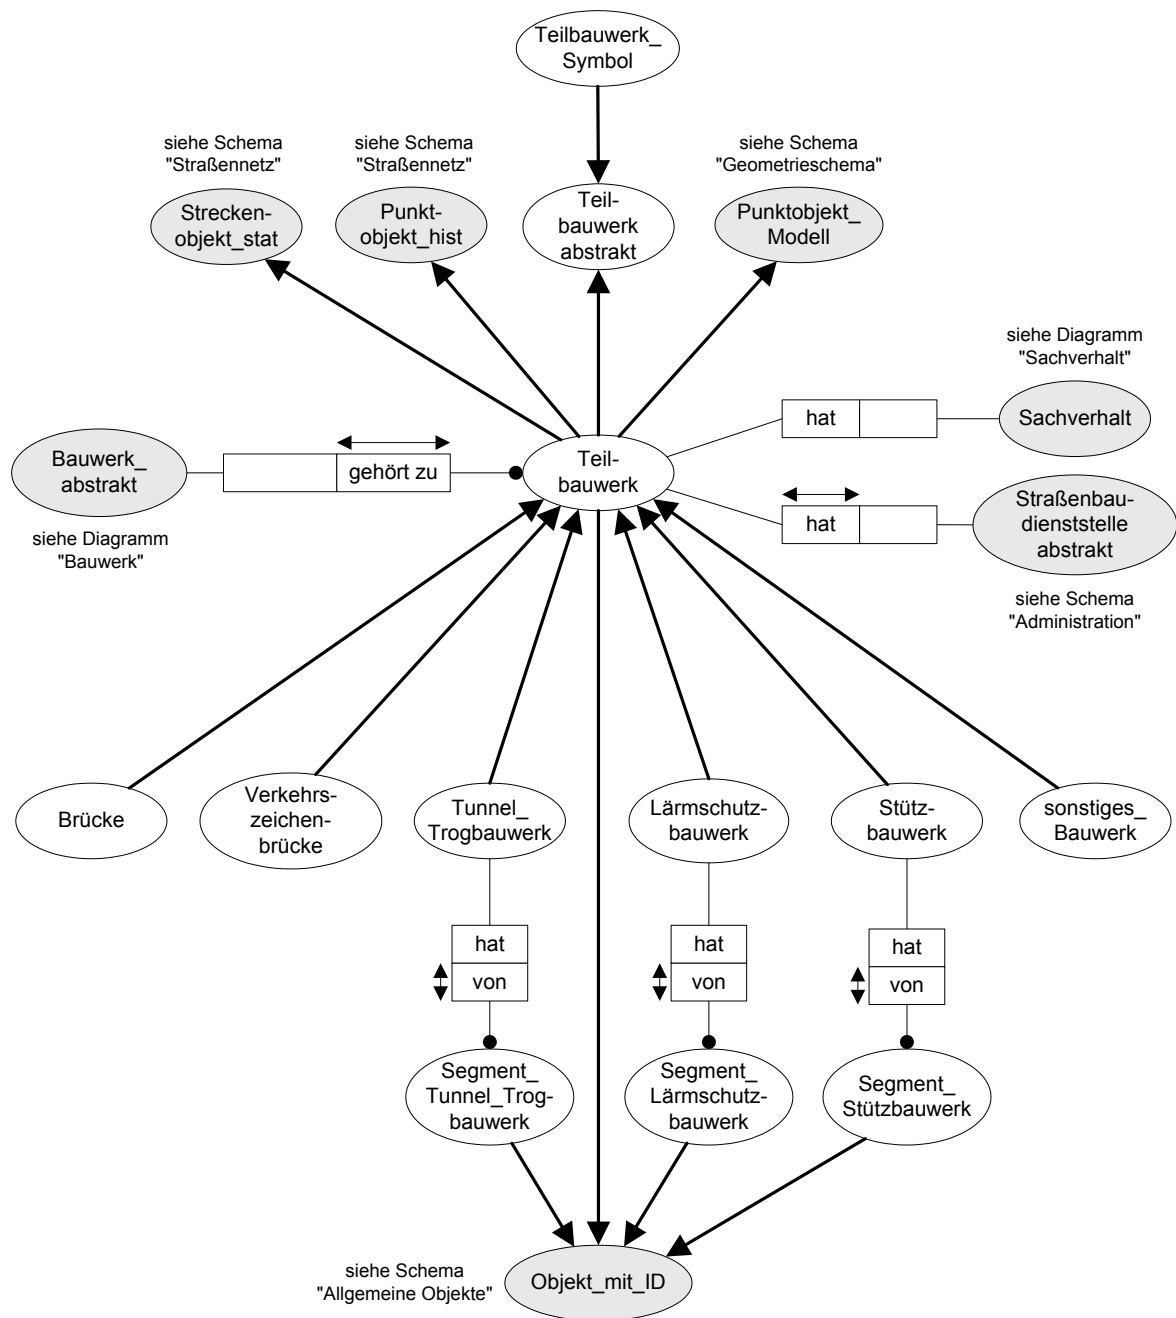 Teilbauwerk_
Symbol
siehe Schema
"Straßennetz"
siehe Schema
"Straßennetz"
siehe Schema
"Geometrieschema"
Strecken-
objekt_stat
Punkt-
objekt_hist
Teil-
bauwerk
abstrakt
Punktobjekt_
Modell
siehe Diagramm
"Sachverhalt"
hat
Sachverhalt
Bauwerk_
abstrakt
gehört zu
Teil-
bauwerk
hat
Straßenbau-
dienststelle
abstrakt
siehe Diagramm
"Bauwerk"
siehe Schema
"Administration"
Brücke
Verkehrs-
zeichen-
brücke
Tunnel_
Trogbauwerk
Lärmschutz-
bauwerk
Stütz-
bauwerk
sonstiges_
Bauwerk
hat
von
hat
von
hat
von
Segment_
Tunnel_Trog-
bauwerk
Segment_
Lärmschutz-
bauwerk
Segment_
Stützbauwerk
siehe Schema
"Allgemeine Objekte"
Objekt_mit_ID